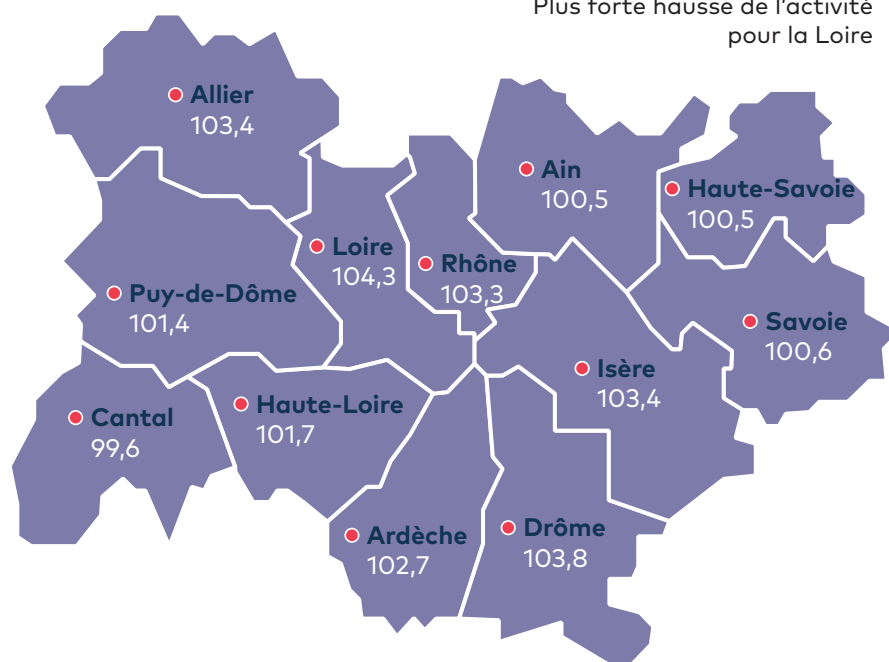 Plus forte hausse de l'activité
pour la Loire
Allier
103,4
Ain
100,5
Haute-Savoie
100,5
Loire
104,3
Rhône
103,3
Puy-de-Dôme
101,4
Savoie
100,6
Isère
103,4
Haute-Loire
101,7
Cantal
99,6
Ardèche
102,7
Drôme
103,8